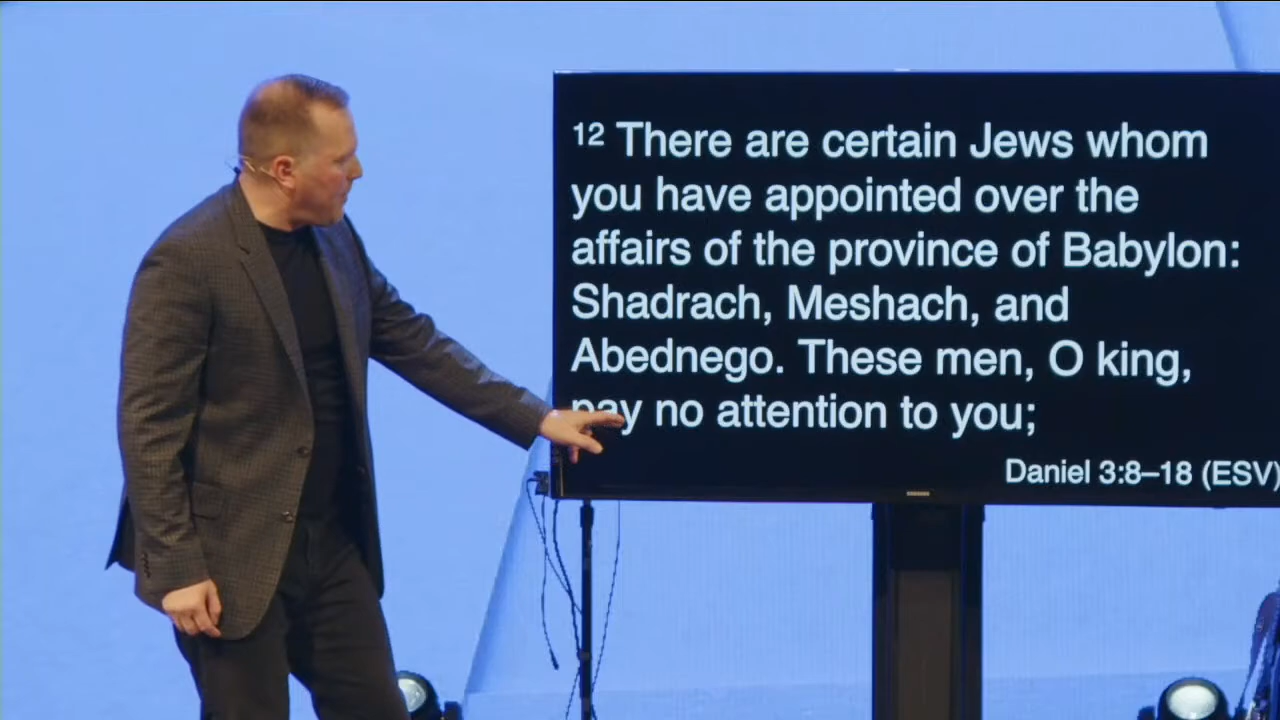 12 There are certain Jews whom
you have appointed over the
affairs of the province of Babylon:
Shadrach, Meshach, and
Abednego. These men, O king,
pay no attention to you;
Daniel 3:8–18 (ESV)